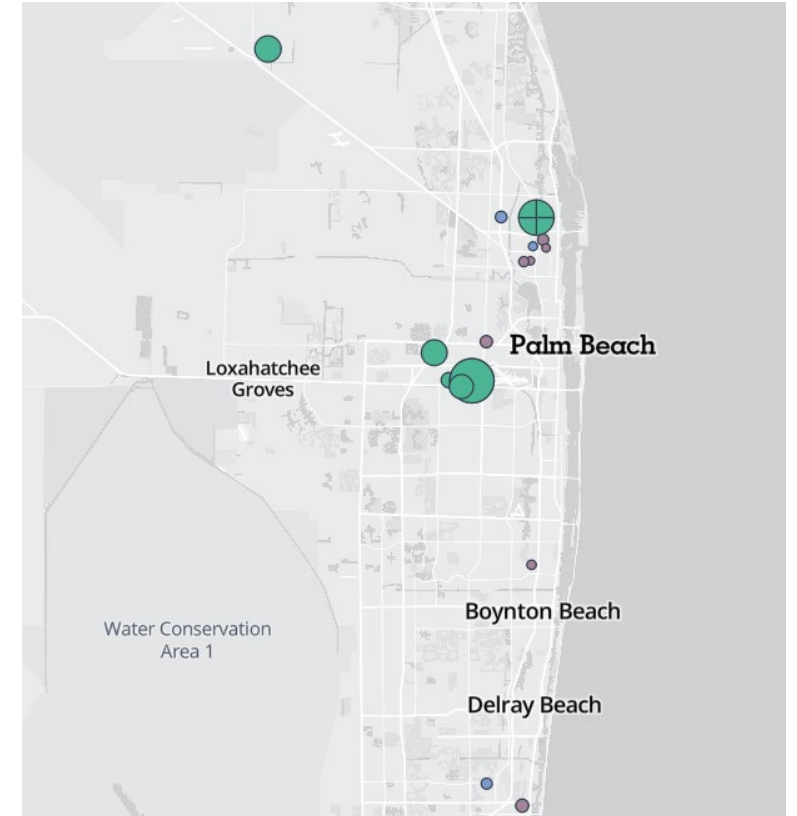 Palm Beach
Loxahatchee
Groves
Boynton Beach
Water Conservation
Area 1
Delray Beach